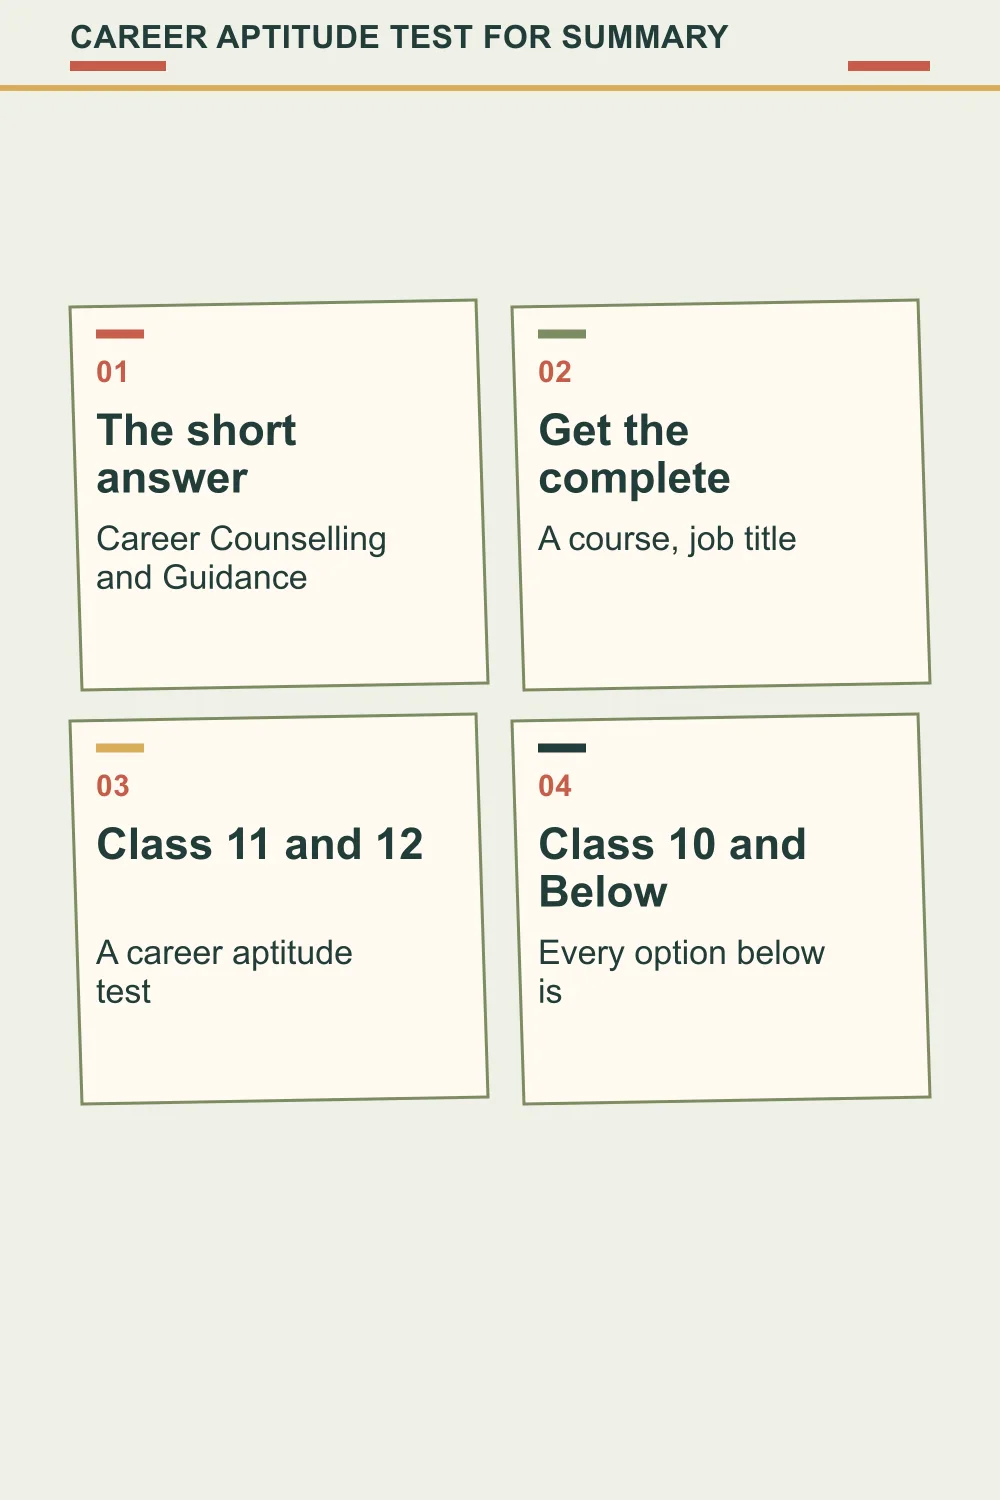 CAREER APTITUDE TEST FOR SUMMARY
01
The short
answer
Career Counselling
and Guidance
02
Get the
complete
A course, job title
03
Class 11 and 12
A career aptitude
test
04
Class 10 and
Below
Every option below
is